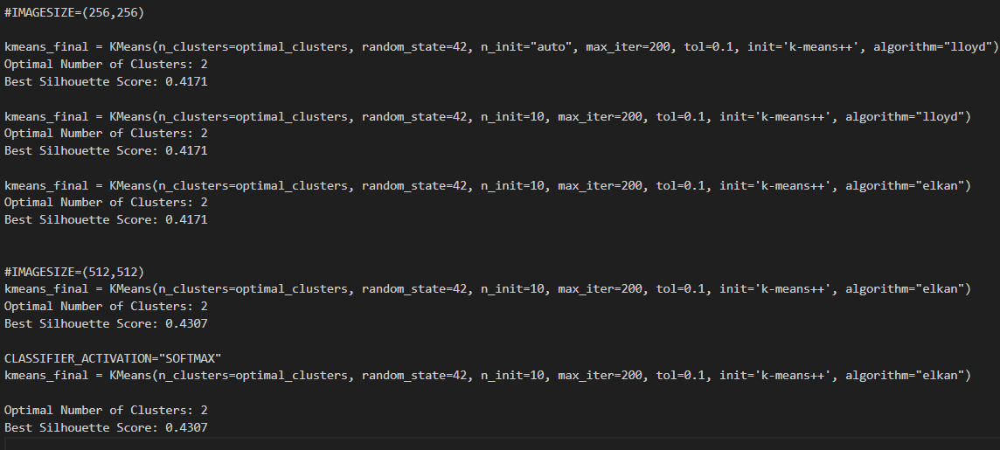 #IMAGESIZE=(256,256)
kmeans_final = KMeans(n_clusters=optimal_clusters, random_state=42, n_init="auto", max_iter=200, tol=0.1, init='k-means++', algorithm="lloyd")
Optimal Number of Clusters: 2
Best Silhouette Score: 0.4171
kmeans_final = KMeans(n_clusters=optimal_clusters, random_state=42, n_init=10, max_iter=200, tol=0.1, init='k-means++', algorithm="lloyd")
Optimal Number of Clusters: 2
Best Silhouette Score: 0.4171
kmeans_final = KMeans(n_clusters=optimal_clusters, random_state=42, n_init=10, max_iter=200, tol=0.1, init='k-means++', algorithm="elkan")
Optimal Number of Clusters: 2
Best Silhouette Score: 0.4171
#IMAGESIZE=(512,512)
kmeans_final = KMeans(n_clusters=optimal_clusters, random_state=42, n_init=10, max_iter=200, tol=0.1, init='k-means++', algorithm="elkan")
Optimal Number of Clusters: 2
Best Silhouette Score: 0.4307
CLASSIFIER_ACTIVATION="SOFTMAX"
kmeans_final = KMeans(n_clusters=optimal_clusters, random_state=42, n_init=10, max_iter=200, tol=0.1, init='k-means++', algorithm="elkan")
Optimal Number of Clusters: 2
Best Silhouette Score: 0.4307